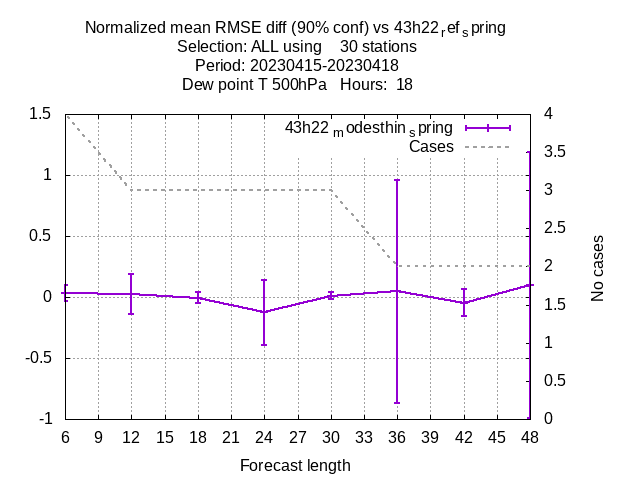 Normalized mean RMSE diff (90% conf) vs 43h22_ref_spring
Selection: ALL using    30 stations
Period: 20230415-20230418
Dew point T 500hPa   Hours:  18
43h22_modesthin_spring
Cases
1.5
1
0.5
0
-0.5
-1
4
3.5
3
2.5
2
1.5
1
0.5
0
No cases
6 9 12 15 18 21 24 27 30 33 36 39 42 45 48
Forecast length